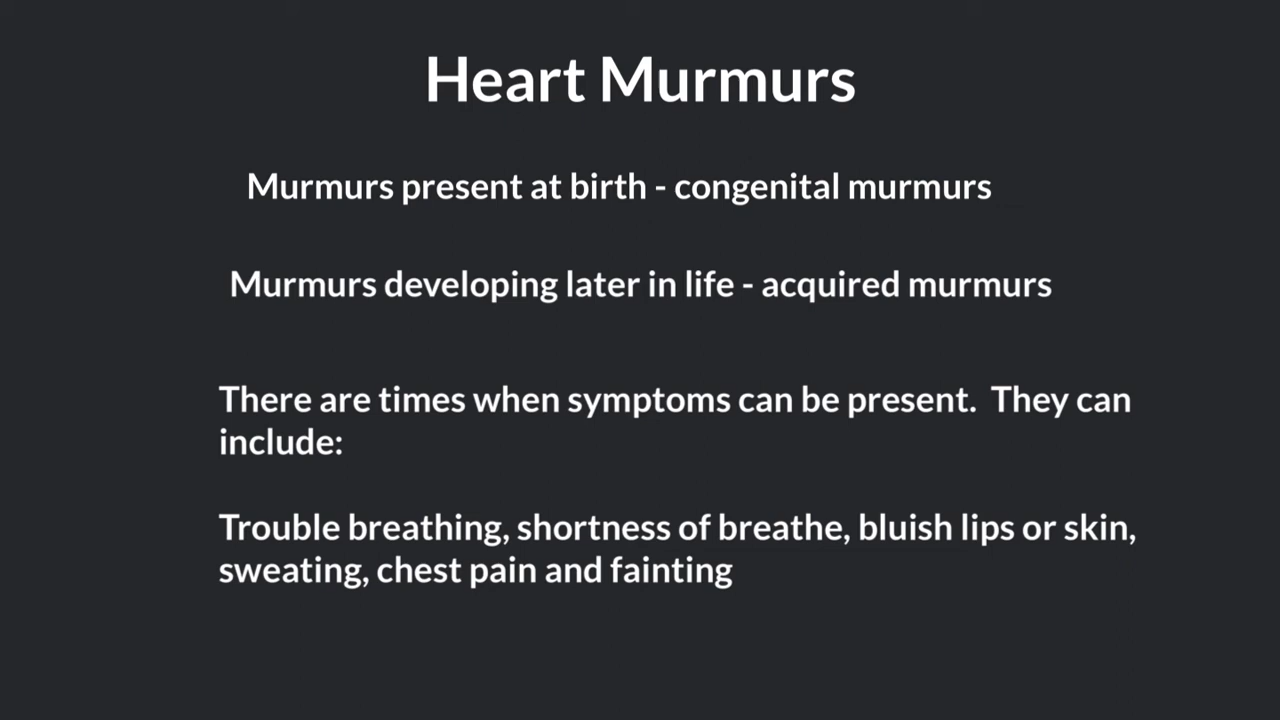 Heart Murmurs
Murmurs present at birth - congenital murmurs
Murmurs developing later in life - acquired murmurs
There are times when symptoms can be present.  They can
include:
Trouble breathing, shortness of breathe, bluish lips or skin,
sweating, chest pain and fainting